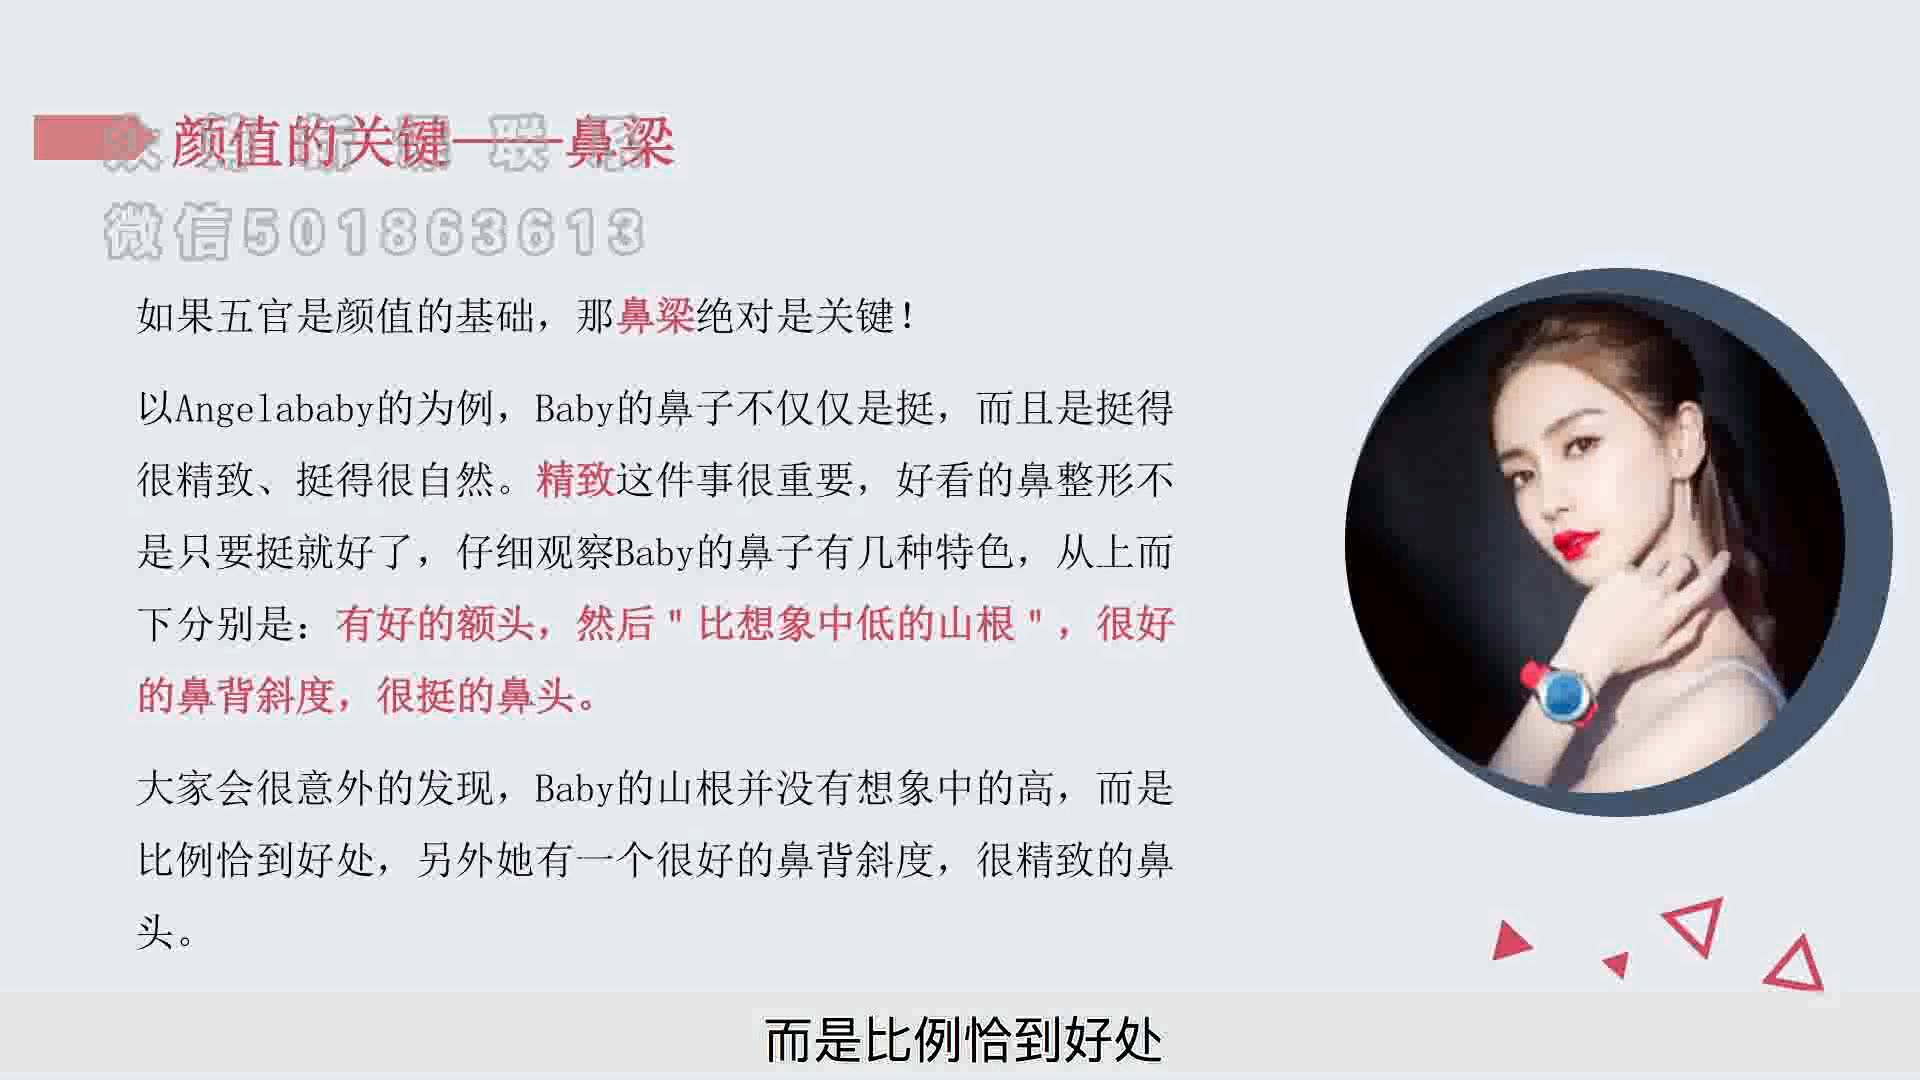 颜值的关键——鼻梁
微信501863613
如果五官是颜值的基础，那鼻梁绝对是关键！
以Angelababy的为例，Baby的鼻子不仅仅是挺，而且是挺得
很精致、挺得很自然。精致这件事很重要，好看的鼻整形不
是只要挺就好了，仔细观察Baby的鼻子有几种特色，从上而
下分别是：有好的额头，然后＂比想象中低的山根＂，很好
的鼻背斜度，很挺的鼻头。
大家会很意外的发现，Baby的山根并没有想象中的高，而是
比例恰到好处，另外她有一个很好的鼻背斜度，很精致的鼻
头。
而是比例恰到好处